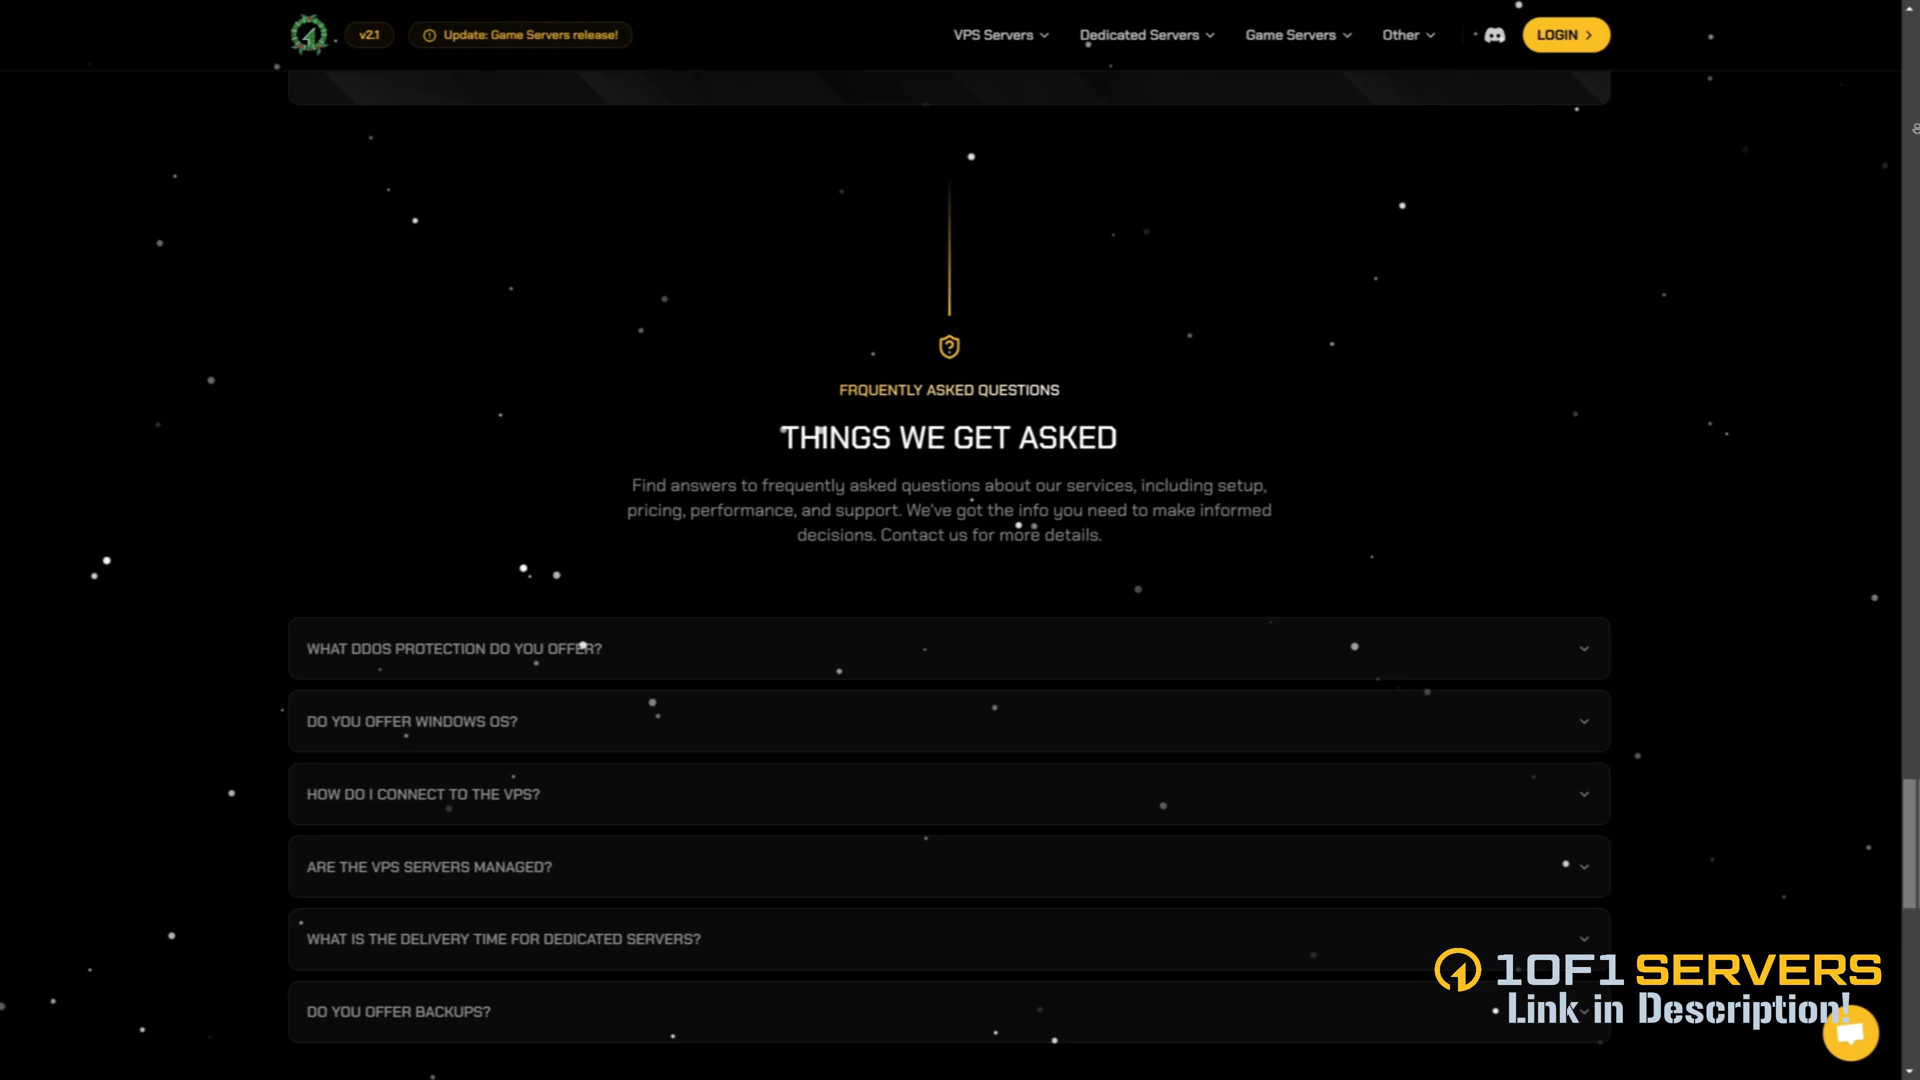 v2.1
Update: Game Servers release!
VPS Servers
Dedicated Servers
Game Servers
Other
LOGIN
FRQUENTLY ASKED QUESTIONS
THINGS WE GET ASKED
Find answers to frequently asked questions about our services, including setup,
pricing, performance, and support. We've got the info you need to make informed
decisions. Contact us for more details.
WHAT DDOS PROTECTION DO YOU OFFER?
DO YOU OFFER WINDOWS OS?
HOW DO I CONNECT TO THE VPS?
ARE THE VPS SERVERS MANAGED?
WHAT IS THE DELIVERY TIME FOR DEDICATED SERVERS?
DO YOU OFFER BACKUPS?
1OF1 SERVERS
Link in Description!